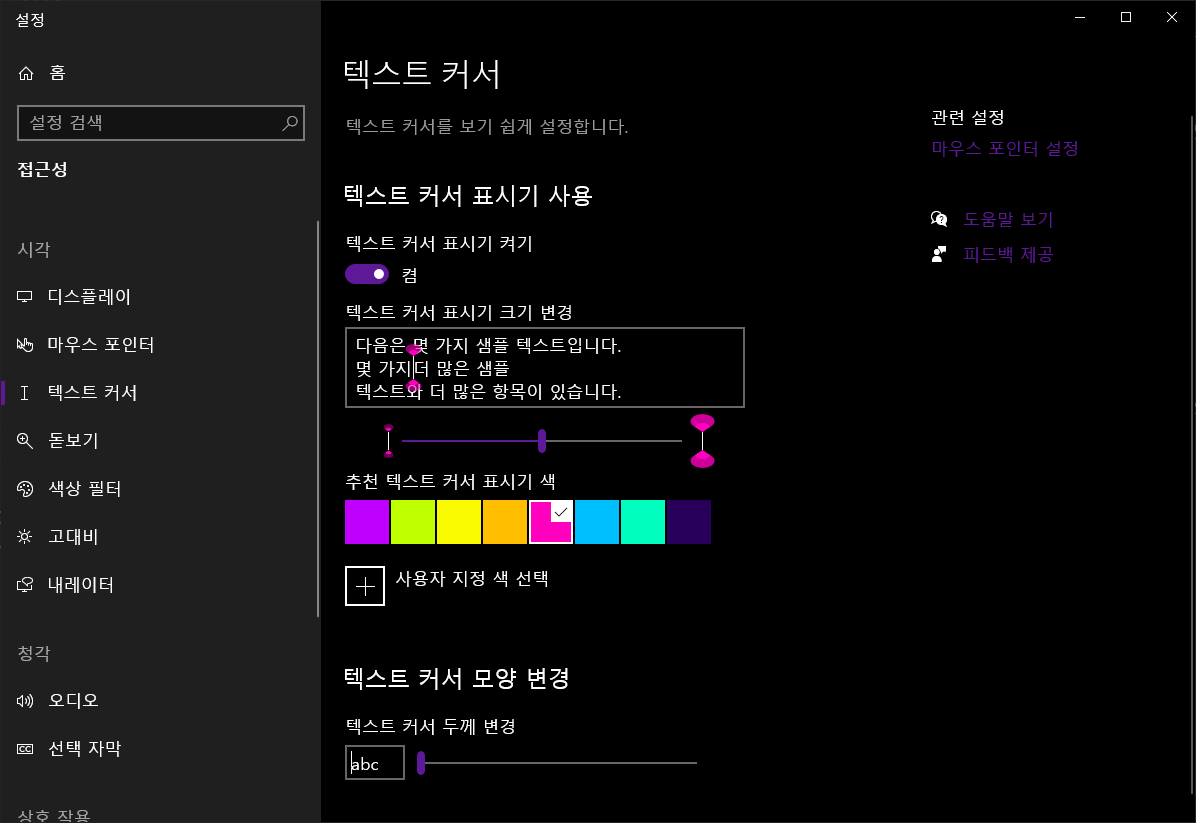 설정
홈
설정 검색
접근성
시각
디스플레이
마우스 포인터
텍스트 커서
돋보기
색상 필터
고대비
내레이터
청각
오디오
선택 자막
상호 작용
텍스트 커서
텍스트 커서를 보기 쉽게 설정합니다.
텍스트 커서 표시기 사용
텍스트 커서 표시기 켜기
켬
텍스트 커서 표시기 크기 변경
다음은 몇 가지 샘플 텍스트입니다.
몇 가지더 많은 샘플
텍스트와 더 많은 항목이 있습니다.
추천 텍스트 커서 표시기 색
사용자 지정 색 선택
텍스트 커서 모양 변경
텍스트 커서 두께 변경
abc
관련 설정
마우스 포인터 설정
도움말 보기
피드백 제공